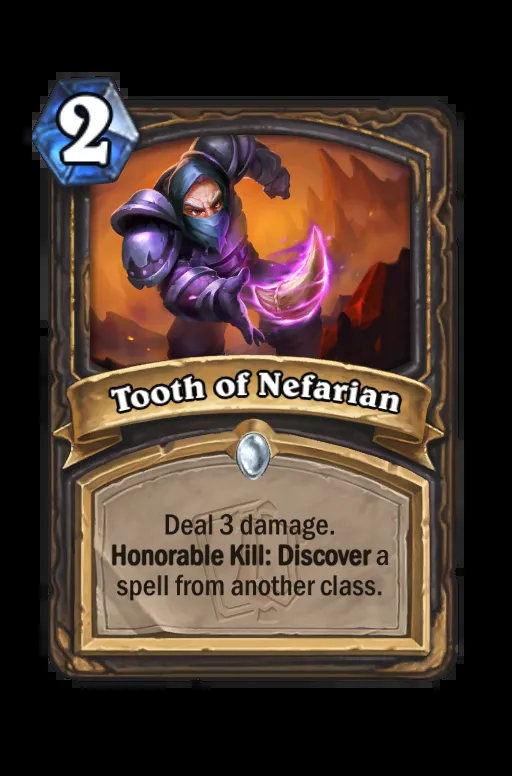 2
Tooth of Nefarian
Deal 3 damage.
Honorable Kill: Discover a
spell from another class.